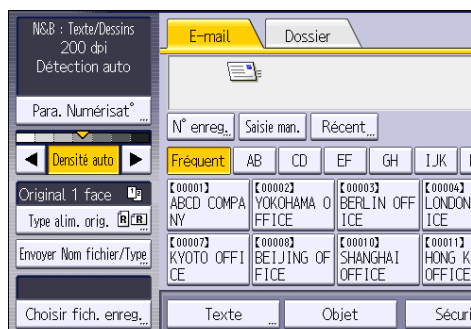 N&B : Texte/Dessins
200 dpi
Détection auto
Para. Numérisat°
Densité auto
Original 1 face
Type alim. orig.
Envoyer Nom fichier/Type
Choisir fich. enreg.
E-mail
Dossier
N° enreg.
Saisie man.
Récent
Fréquent
AB
CD
EF
GH
IJK
[00001]
ABCD COMPA
NY
[00002]
YOKOHAMA O
FFICE
[00003]
BERLIN OFF
ICE
[00004]
LONDON
ICE
[00007]
KYOTO OFFI
CE
[00008]
BEIJING OF
FICE
[00010]
SHANGHAI
OFFICE
[00011]
HONG K
OFFICE
Texte
Objet
Sécuri